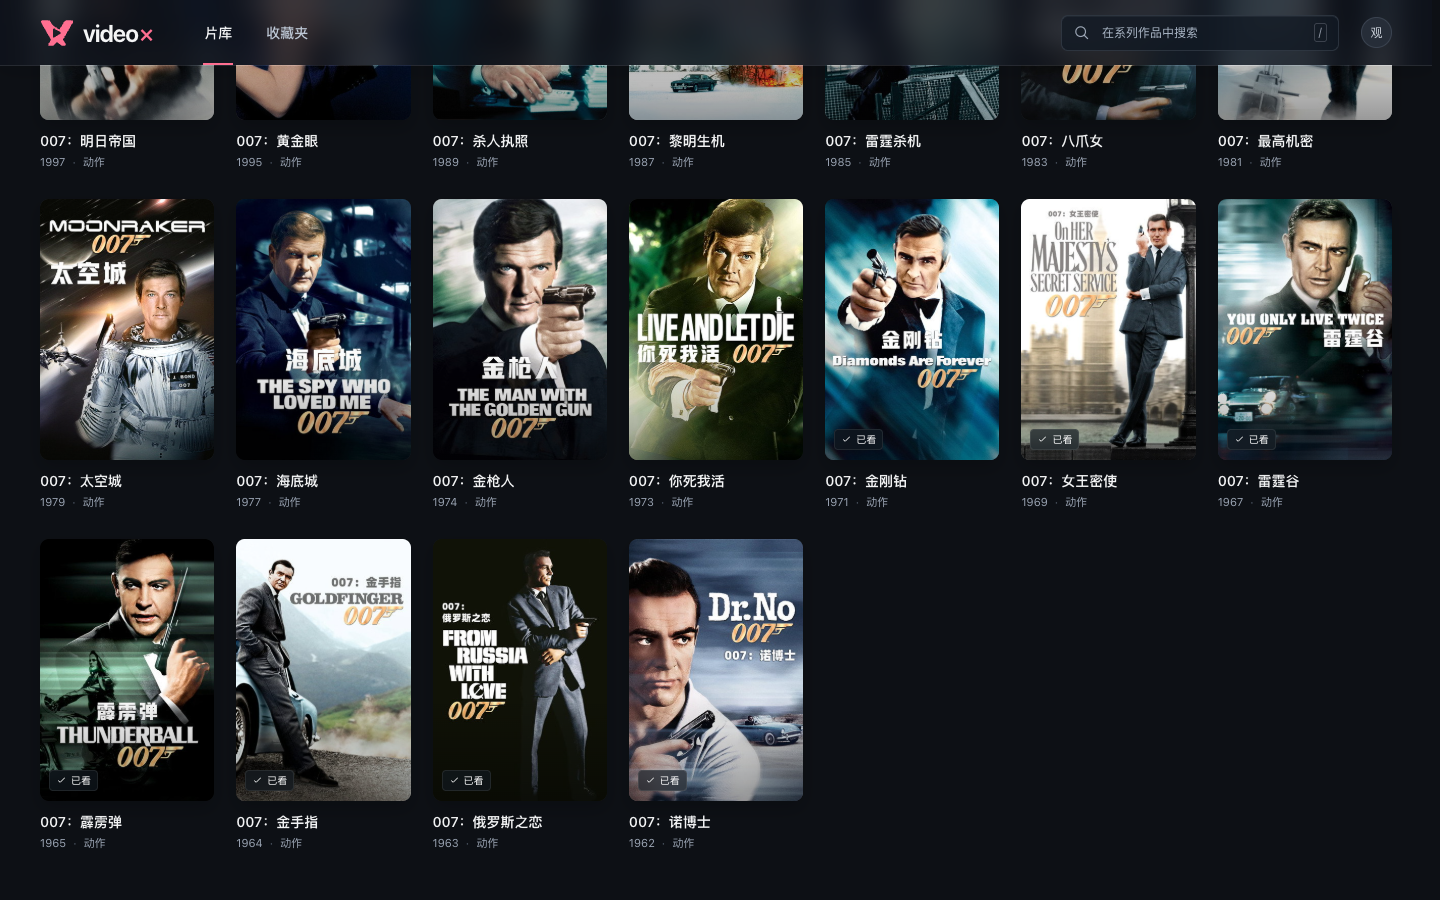 videox
片库
收藏夹
在系列作品中搜索
/
观
007
007：明日帝国
1997 · 动作
007：黄金眼
1995 · 动作
007：杀人执照
1989 · 动作
007：黎明生机
1987 · 动作
007：雷霆杀机
1985 · 动作
007：八爪女
1983 · 动作
007：最高机密
1981 · 动作
MOONRAKER
007
太空城
J. BOND
007
007：太空城
1979 · 动作
海底城
THE SPY WHO
LOVED ME
007
007：海底城
1977 · 动作
金枪人
THE MAN WITH
THE GOLDEN GUN
007
007：金枪人
1974 · 动作
LIVE AND LET DIE
你死我活 007
007：你死我活
1973 · 动作
金刚钻
Diamonds Are Forever
007
已看
007：金刚钻
1971 · 动作
007：女王密使
On HER
MAJESTY'S
SECRET SERVICE
007
已看
007：女王密使
1969 · 动作
YOU ONLY LIVE TWICE
007 雷霆谷
已看
007：雷霆谷
1967 · 动作
霹雳弹
THUNDERBALL
007
已看
007：霹雳弹
1965 · 动作
007：金手指
GOLDFINGER
007
已看
007：金手指
1964 · 动作
007：
俄罗斯之恋
FROM
RUSSIA
WITH
LOVE
007
已看
007：俄罗斯之恋
1963 · 动作
Dr.No
007
007：诺博士
已看
007：诺博士
1962 · 动作